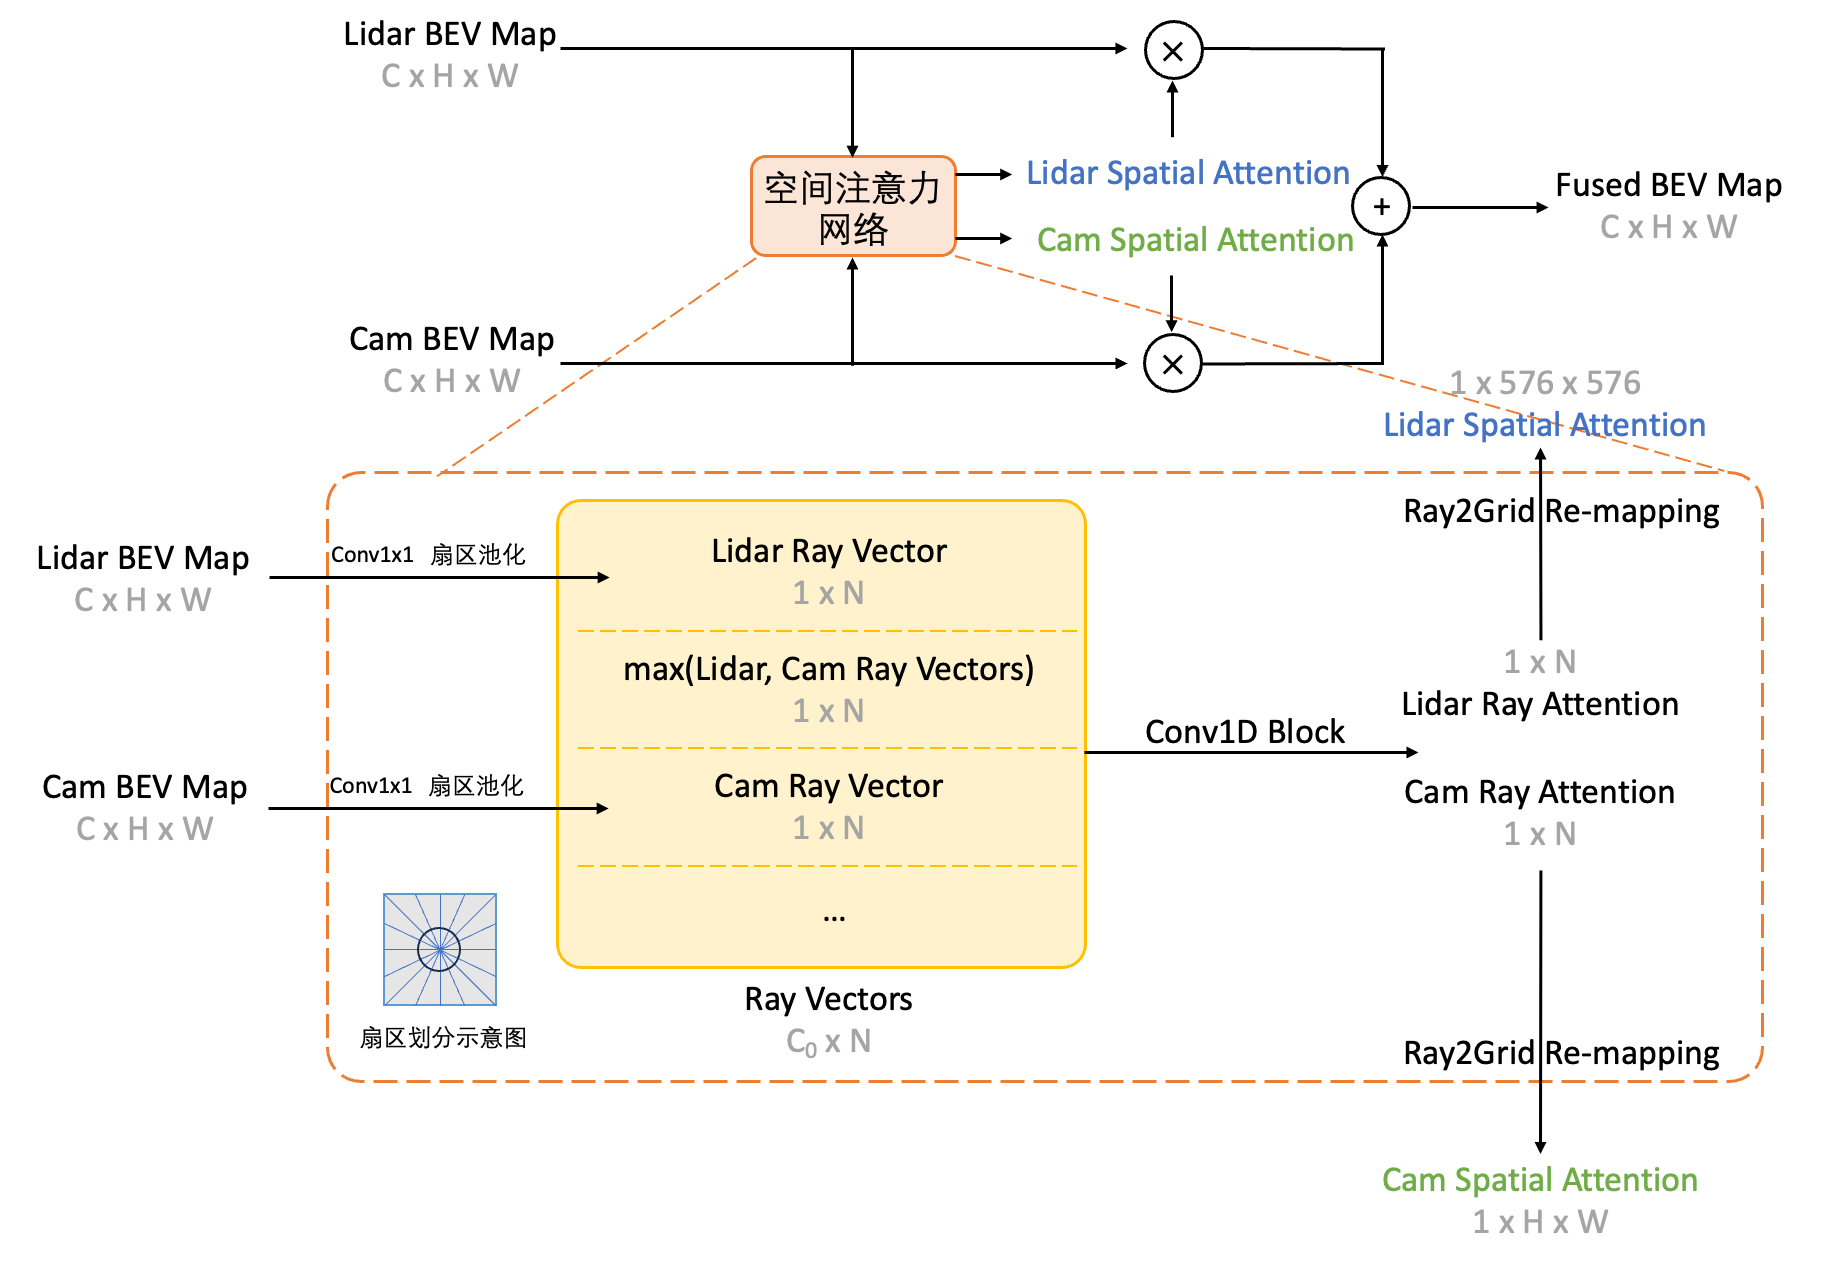 Lidar BEV Map
C x H x W
空间注意力
网络
Lidar Spatial Attention
Cam Spatial Attention
+
Fused BEV Map
C x H x W
Cam BEV Map
C x H x W
1 x 576 x 576
Lidar Spatial Attention
Ray2Grid Re-mapping
Lidar BEV Map
C x H x W
Conv1x1 扇区池化
Lidar Ray Vector
1 x N
max(Lidar, Cam Ray Vectors)
1 x N
Cam BEV Map
C x H x W
Conv1x1 扇区池化
Cam Ray Vector
1 x N
...
Ray Vectors
C₀ x N
扇区划分示意图
Conv1D Block
1 x N
Lidar Ray Attention
Cam Ray Attention
1 x N
Ray2Grid Re-mapping
Cam Spatial Attention
1 x H x W